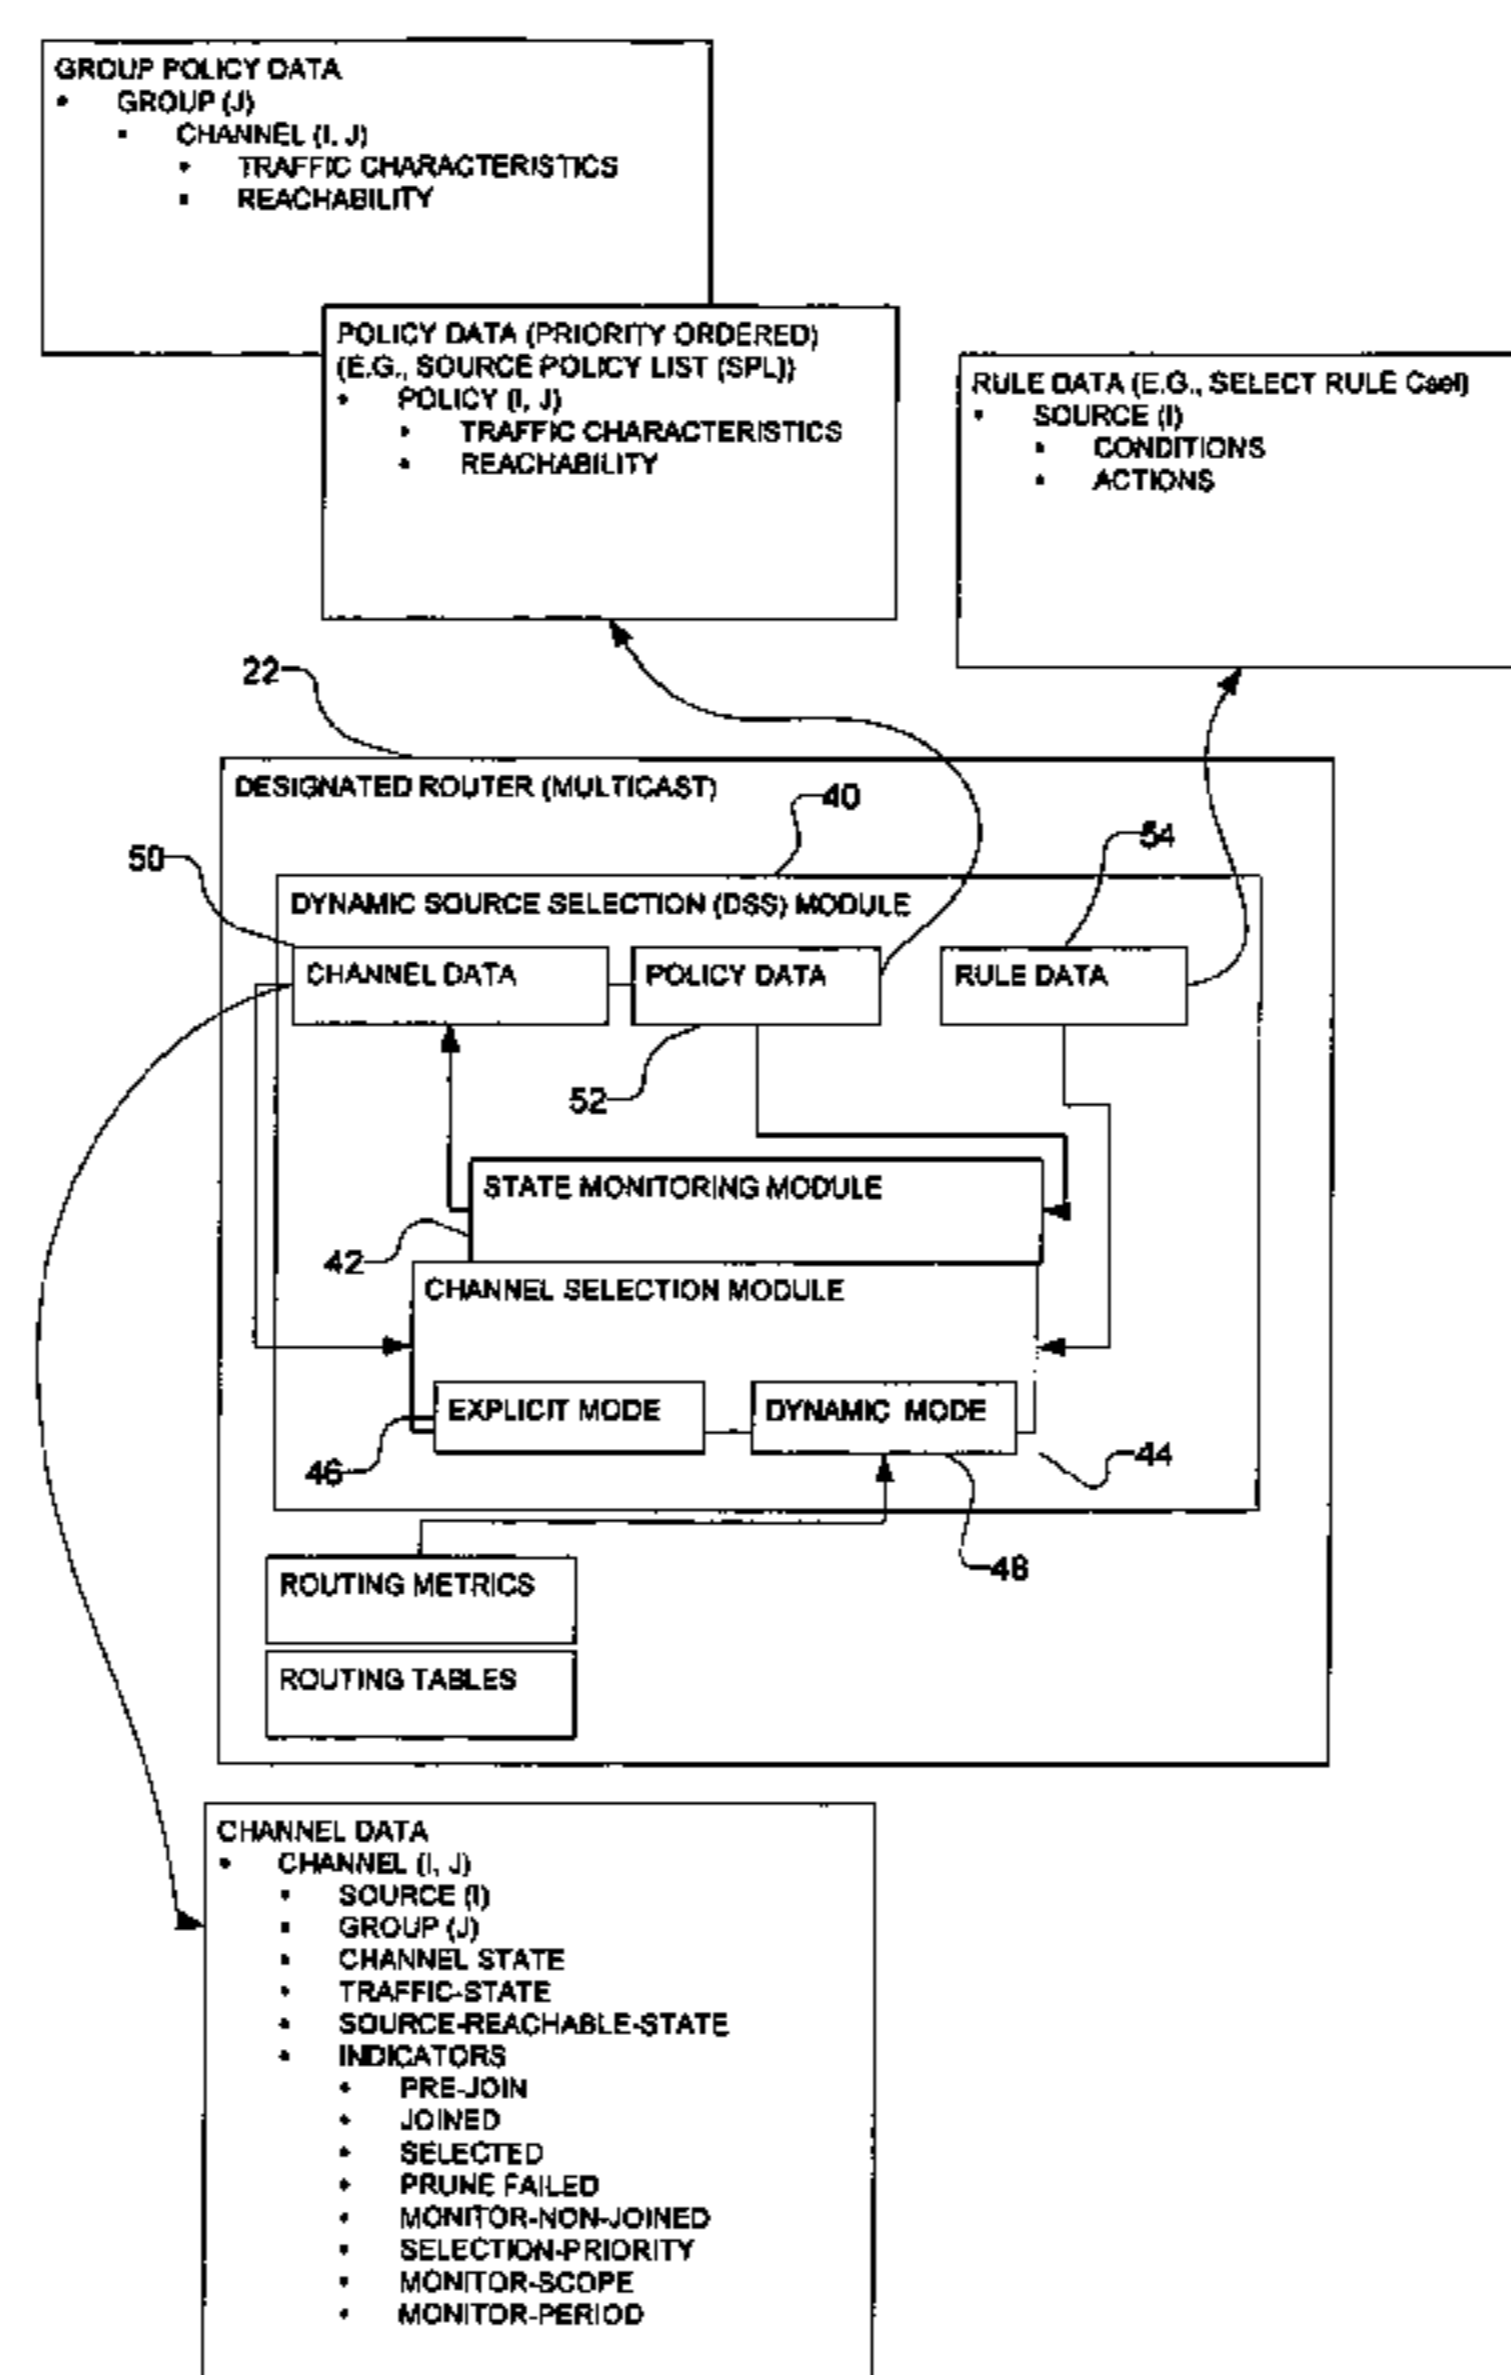 GROUP POLICY DATA
• GROUP (J)
• CHANNEL (I, J)
• TRAFFIC CHARACTERISTICS
• REACHABILITY
POLICY DATA (PRIORITY ORDERED)
(E.G., SOURCE POLICY LIST (SPL))
• POLICY (I, J)
• TRAFFIC CHARACTERISTICS
• REACHABILITY
RULE DATA (E.G., SELECT RULE Cael)
• SOURCE (I)
• CONDITIONS
• ACTIONS
22
DESIGNATED ROUTER (MULTICAST)
40
54
50
DYNAMIC SOURCE SELECTION (DSS) MODULE
CHANNEL DATA
POLICY DATA
RULE DATA
52
STATE MONITORING MODULE
42
CHANNEL SELECTION MODULE
EXPLICIT MODE
DYNAMIC MODE
46
44
48
ROUTING METRICS
ROUTING TABLES
CHANNEL DATA
• CHANNEL (I, J)
• SOURCE (I)
• GROUP (J)
• CHANNEL STATE
• TRAFFIC-STATE
• SOURCE-REACHABLE-STATE
• INDICATORS
• PRE-JOIN
• JOINED
• SELECTED
• PRUNE FAILED
• MONITOR-NON-JOINED
• SELECTION-PRIORITY
• MONITOR-SCOPE
• MONITOR-PERIOD